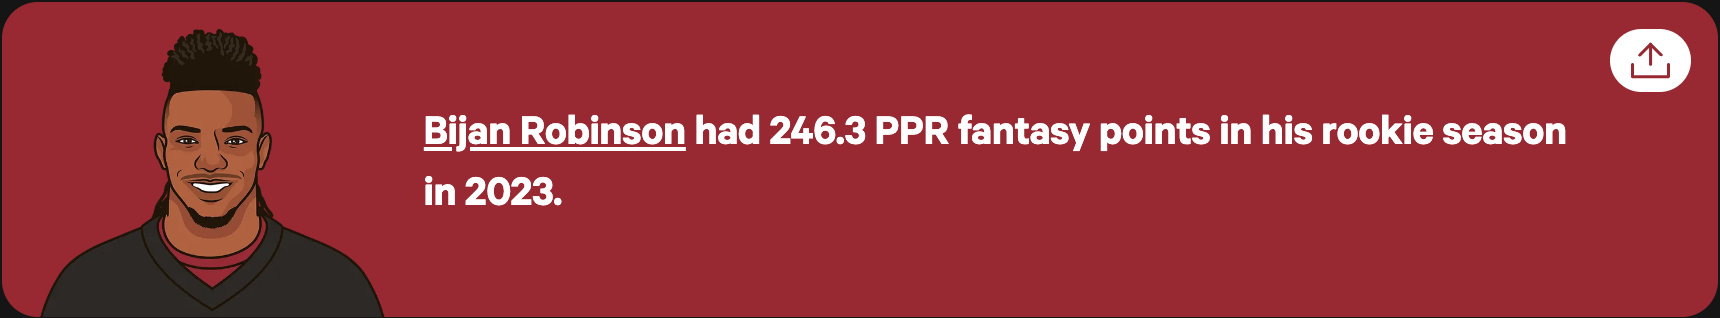 Bijan Robinson had 246.3 PPR fantasy points in his rookie season
in 2023.